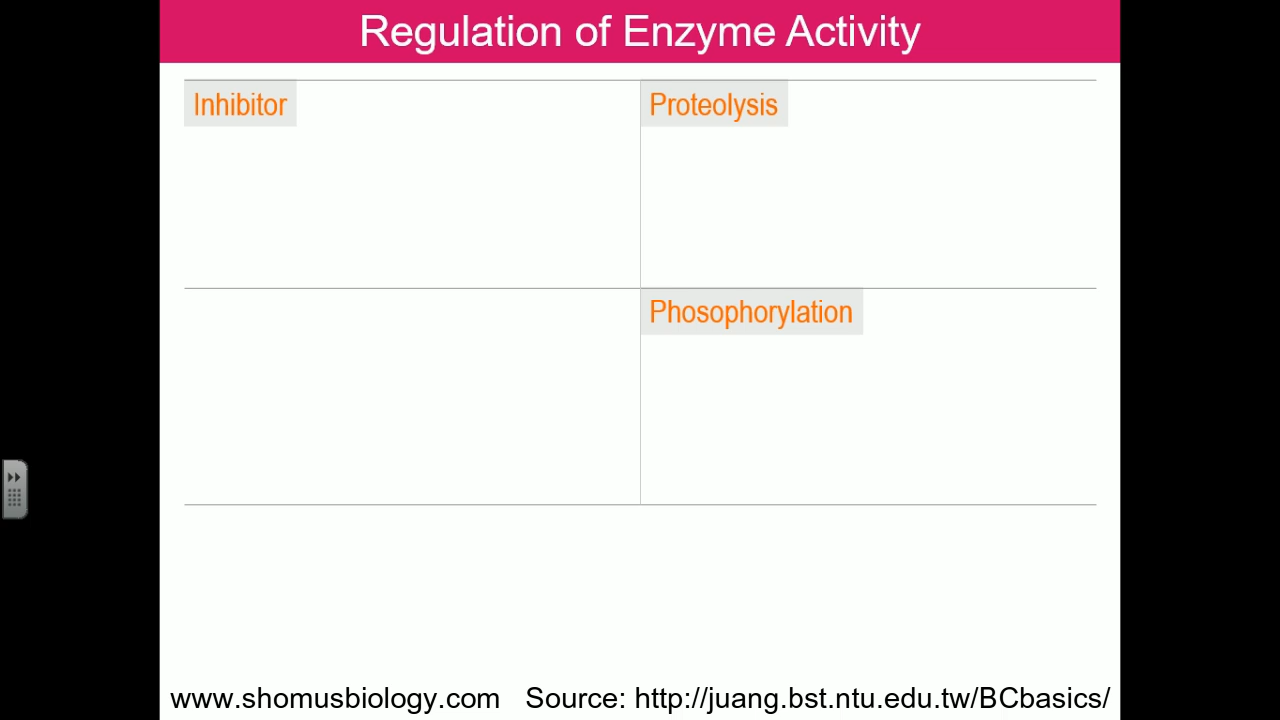 Regulation of Enzyme Activity
Inhibitor
Proteolysis
Phosophorylation
www.shomusbiology.com Source: http://juang.bst.ntu.edu.tw/BCbasics/